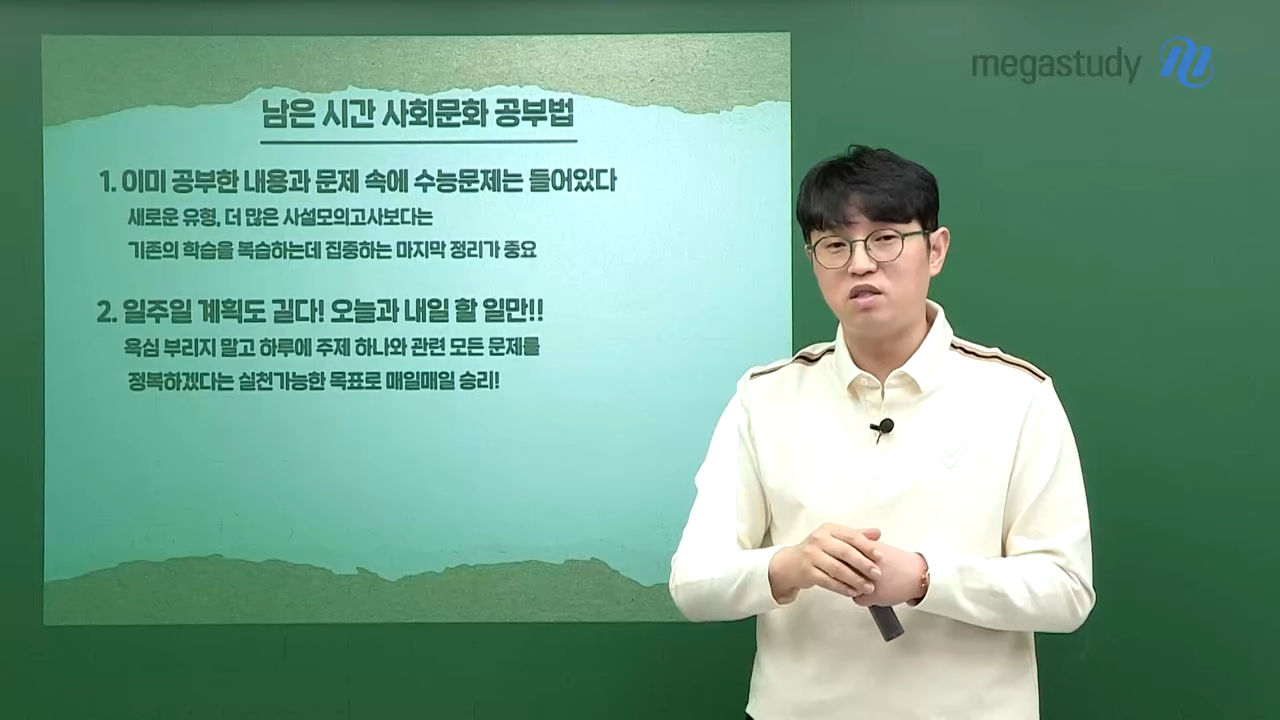 megastudy
남은 시간 사회문화 공부법
1. 이미 공부한 내용과 문제 속에 수능문제는 들어있다
새로운 유형, 더 많은 사설모의고사보다는
기존의 학습을 복습하는데 집중하는 마지막 정리가 중요
2. 일주일 계획도 길다! 오늘과 내일 할 일만!!
욕심 부리지 말고 하루에 주제 하나와 관련 모든 문제를
정복하겠다는 실천가능한 목표로 매일매일 승리!